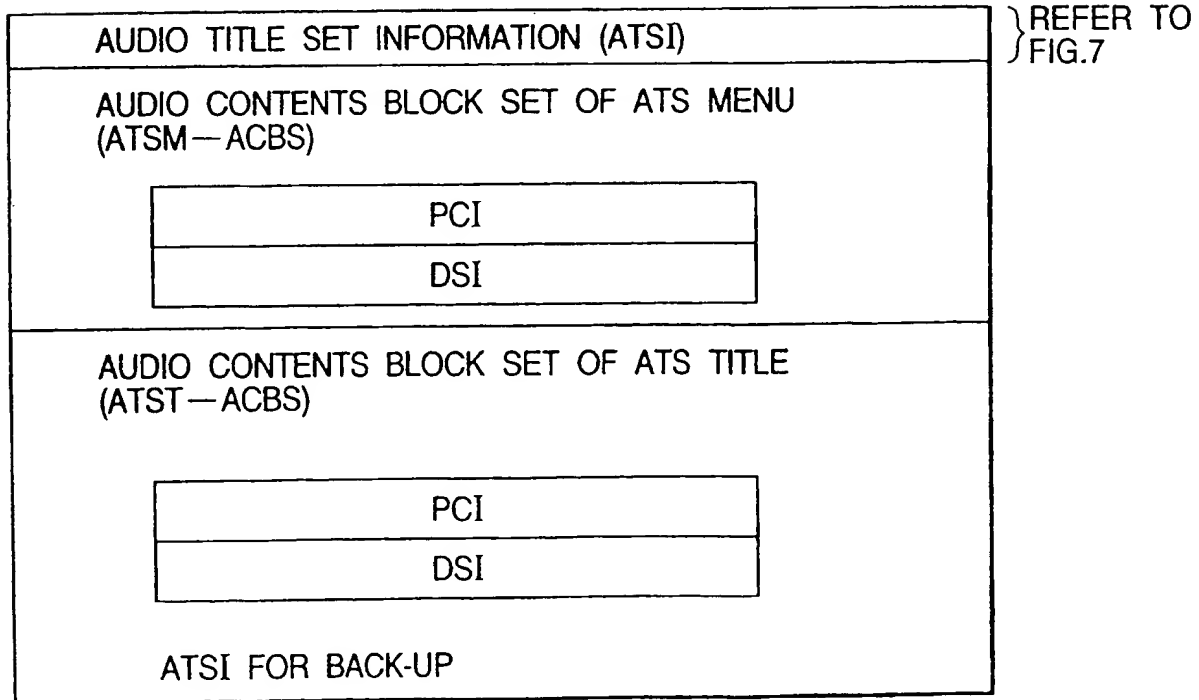 AUDIO TITLE SET INFORMATION (ATSI)
REFER TO
FIG.7
AUDIO CONTENTS BLOCK SET OF ATS MENU
(ATSM—ACBS)
PCI
DSI
AUDIO CONTENTS BLOCK SET OF ATS TITLE
(ATST—ACBS)
PCI
DSI
ATSI FOR BACK-UP